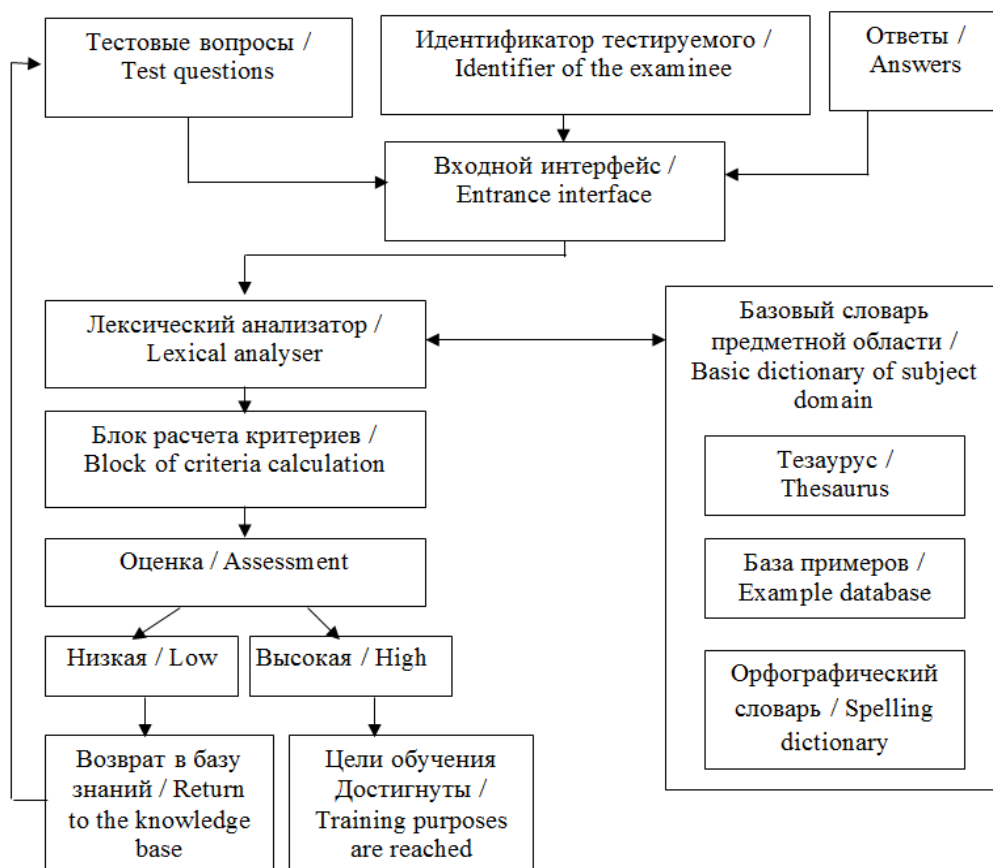 Тестовые вопросы /
Test questions
Идентификатор тестируемого /
Identifier of the examinee
Ответы /
Answers
Входной интерфейс /
Entrance interface
Лексический анализатор /
Lexical analyser
Базовый словарь
предметной области /
Basic dictionary of subject
domain
Блок расчета критериев /
Block of criteria calculation
Тезаурус /
Thesaurus
Оценка / Assessment
База примеров /
Example database
Низкая / Low
Высокая / High
Орфографический
словарь / Spelling
dictionary
Возврат в базу
знаний / Return
to the knowledge
base
Цели обучения
Достигнуты /
Training purposes
are reached